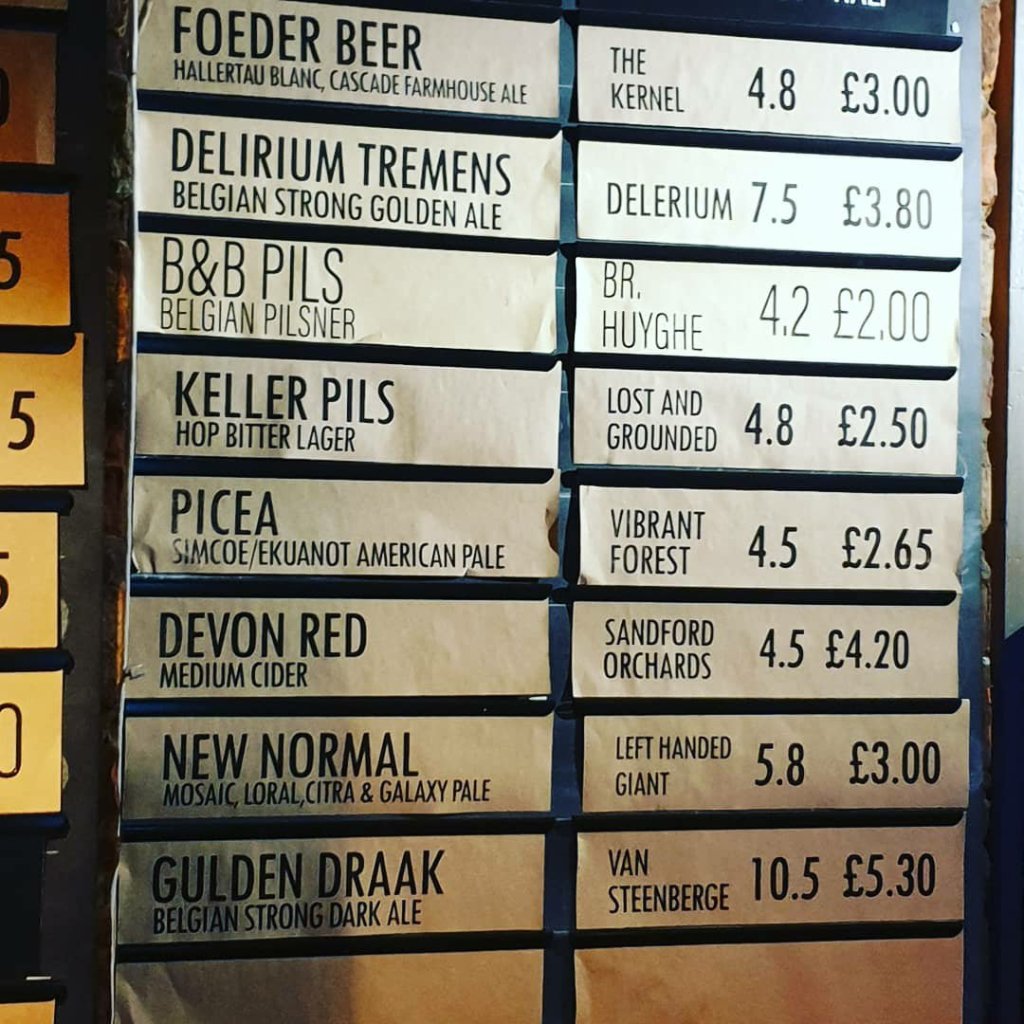 FOEDER BEER
HALLERTAU BLANC, CASCADE FARMHOUSE ALE
THE
KERNEL
4.8 £3.00
DELIRIUM TREMENS
BELGIAN STRONG GOLDEN ALE
DELERIUM 7.5 £3.80
B&B PILS
BELGIAN PILSNER
BR.
HUYGHE
4.2 £2.00
KELLER PILS
HOP BITTER LAGER
LOST AND
GROUNDED
4.8 £2.50
PICEA
SIMCOE/EKUANOT AMERICAN PALE
VIBRANT
FOREST
4.5 £2.65
DEVON RED
MEDIUM CIDER
SANDFORD
ORCHARDS
4.5 £4.20
NEW NORMAL
MOSAIC, LORAL,CITRA & GALAXY PALE
LEFT HANDED
GIANT
5.8 £3.00
GULDEN DRAAK
BELGIAN STRONG DARK ALE
VAN
STEENBERGE
10.5 £5.30
5
5